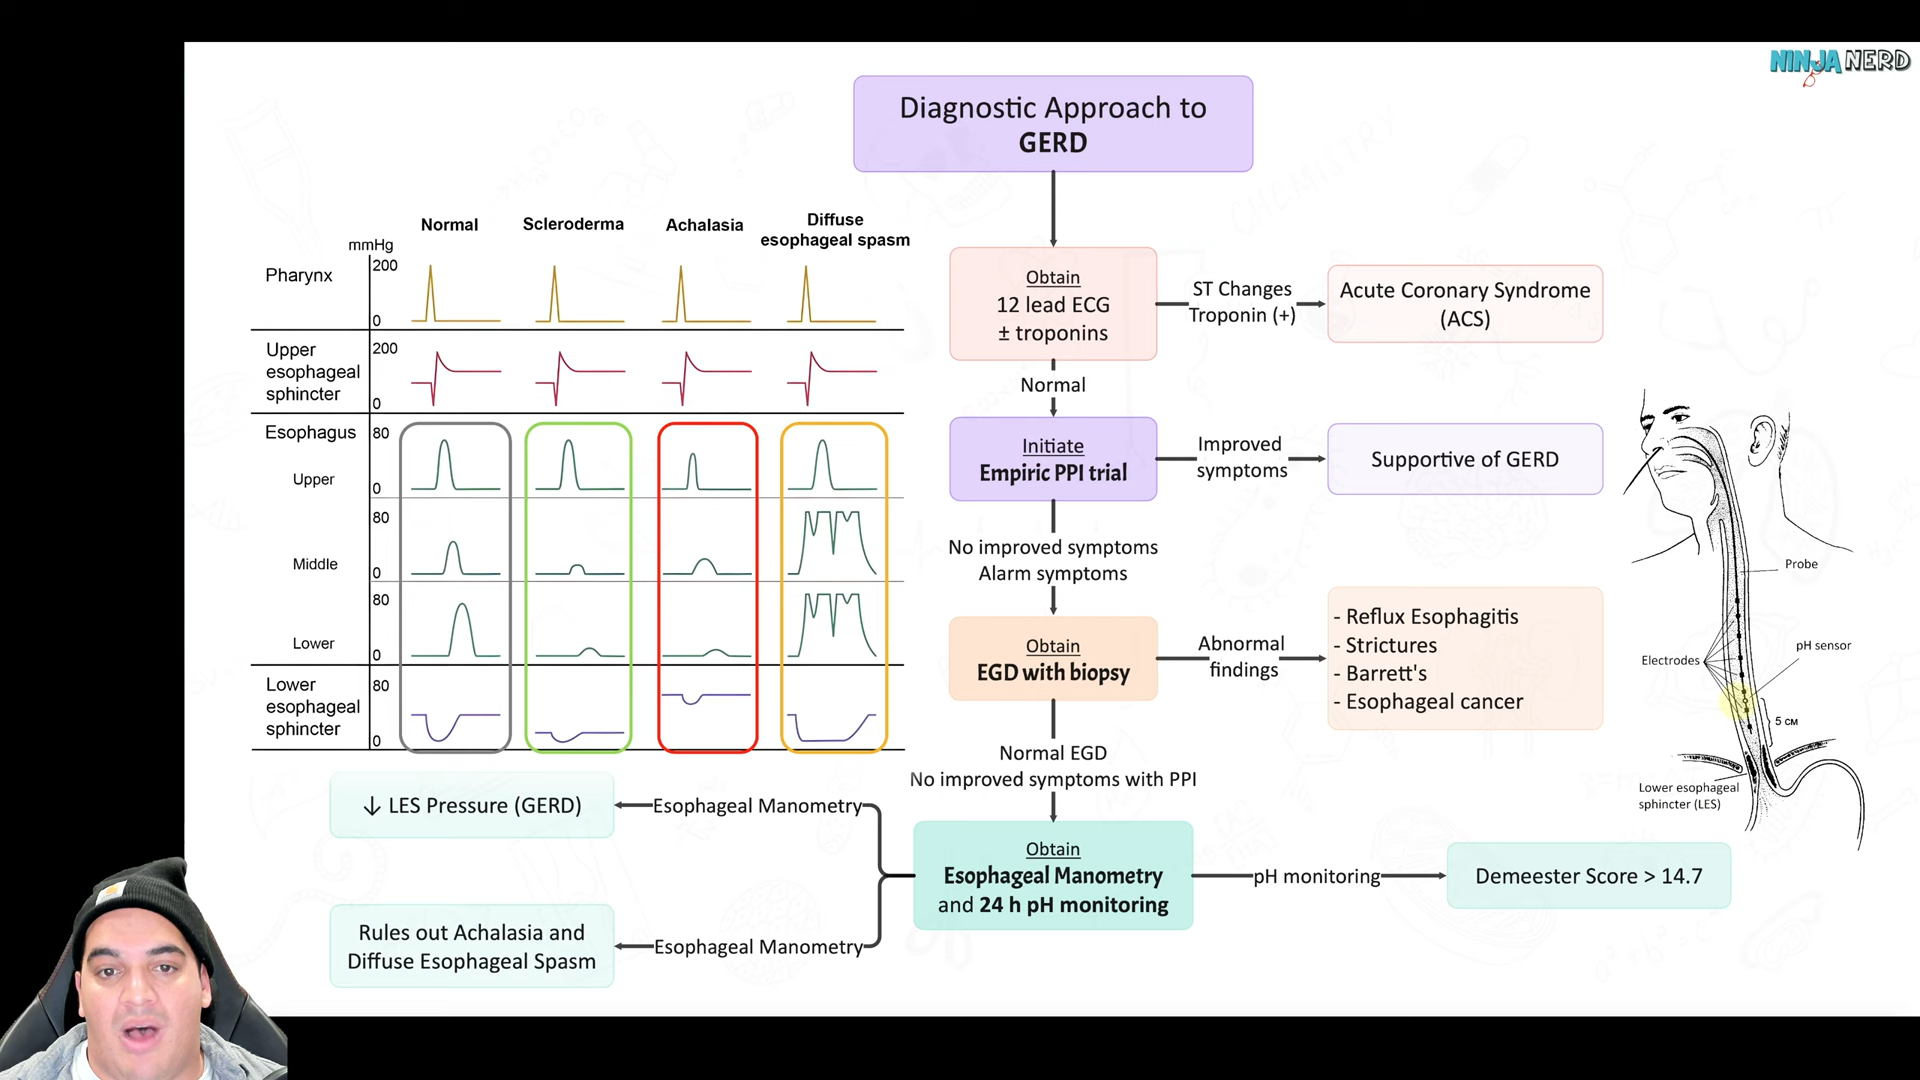 NINJA NERD
Diagnostic Approach to
GERD
Normal
Scleroderma
Achalasia
Diffuse
esophageal spasm
mmHg
Pharynx
200
0
Upper
esophageal
sphincter
200
0
Esophagus
80
Upper
0
80
Middle
0
80
Lower
0
Lower
esophageal
sphincter
80
0
Obtain
12 lead ECG
± troponins
ST Changes
Troponin (+)
Acute Coronary Syndrome
(ACS)
Normal
Initiate
Empiric PPI trial
Improved
symptoms
Supportive of GERD
No improved symptoms
Alarm symptoms
Obtain
EGD with biopsy
Abnormal
findings
- Reflux Esophagitis
- Strictures
- Barrett's
- Esophageal cancer
Normal EGD
No improved symptoms with PPI
Obtain
Esophageal Manometry
and 24 h pH monitoring
Esophageal Manometry
↓ LES Pressure (GERD)
Esophageal Manometry
Rules out Achalasia and
Diffuse Esophageal Spasm
pH monitoring
Demeester Score > 14.7
Probe
pH sensor
Electrodes
5 CM
Lower esophageal
sphincter (LES)
CHEMISTRY